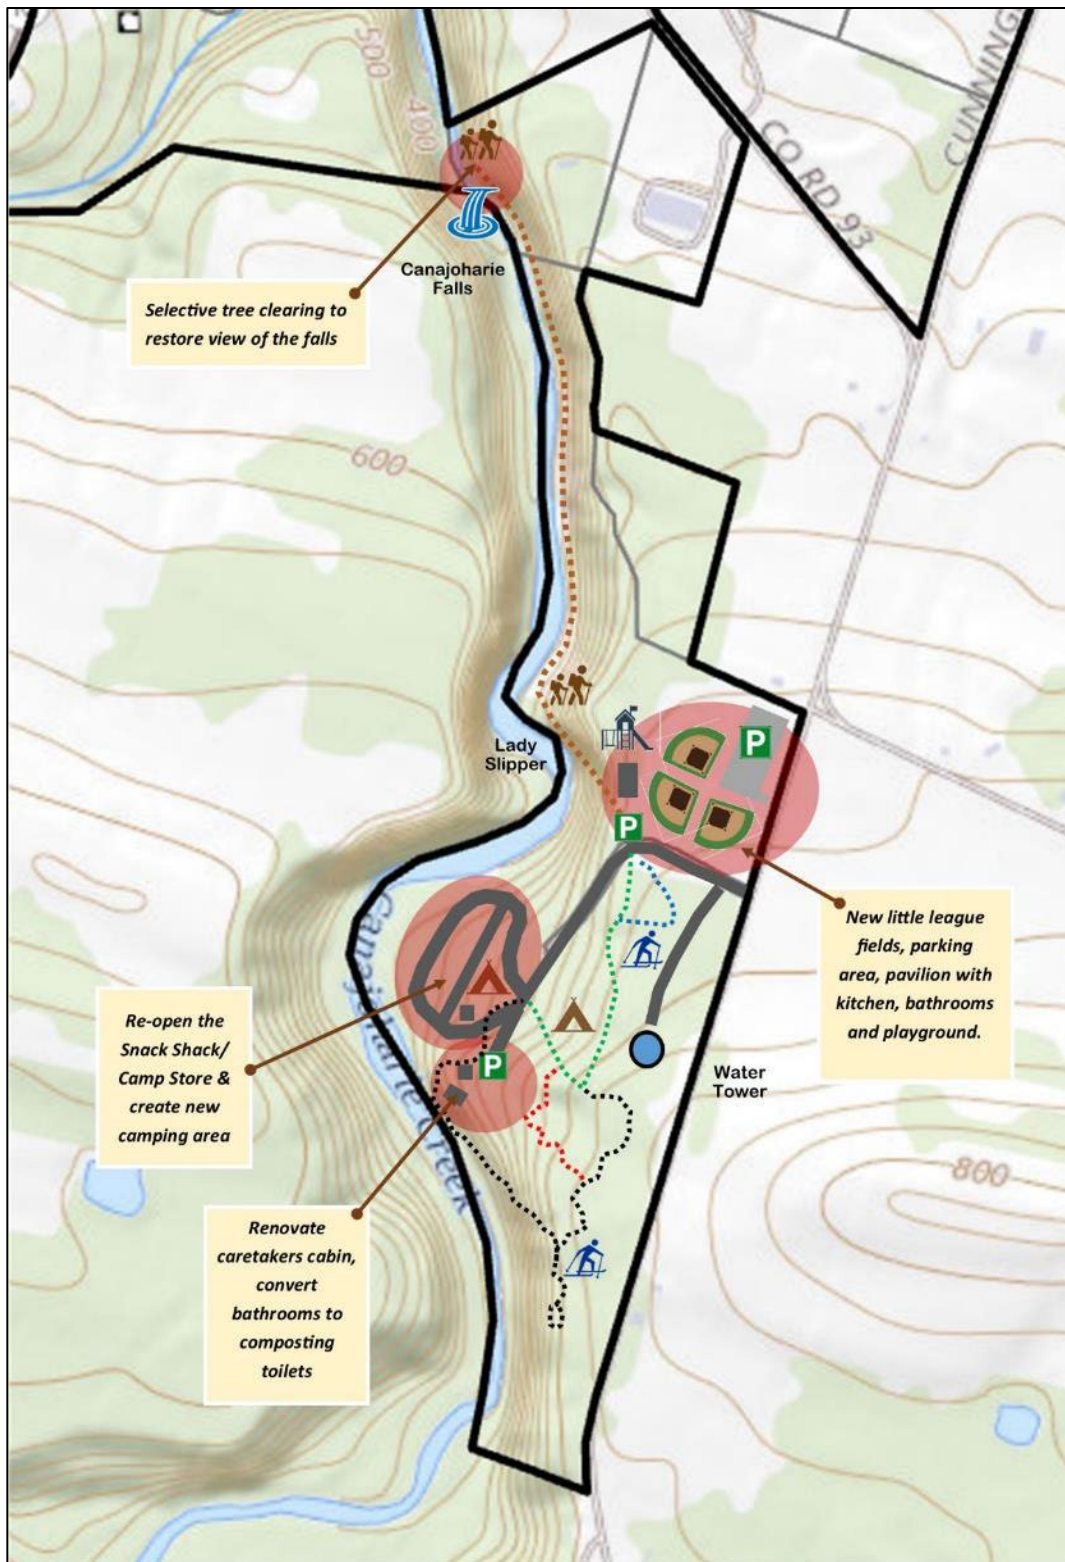 500
400
CO RD 93
CUNNING
Canajoharie
Falls
Selective tree clearing to
restore view of the falls
600
Lady
Slipper
P
P
New little league
fields, parking
area, pavilion with
kitchen, bathrooms
and playground.
Canajoharie Creek
Re-open the
Snack Shack/
Camp Store &
create new
camping area
P
Water
Tower
800
Renovate
caretakers cabin,
convert
bathrooms to
composting
toilets